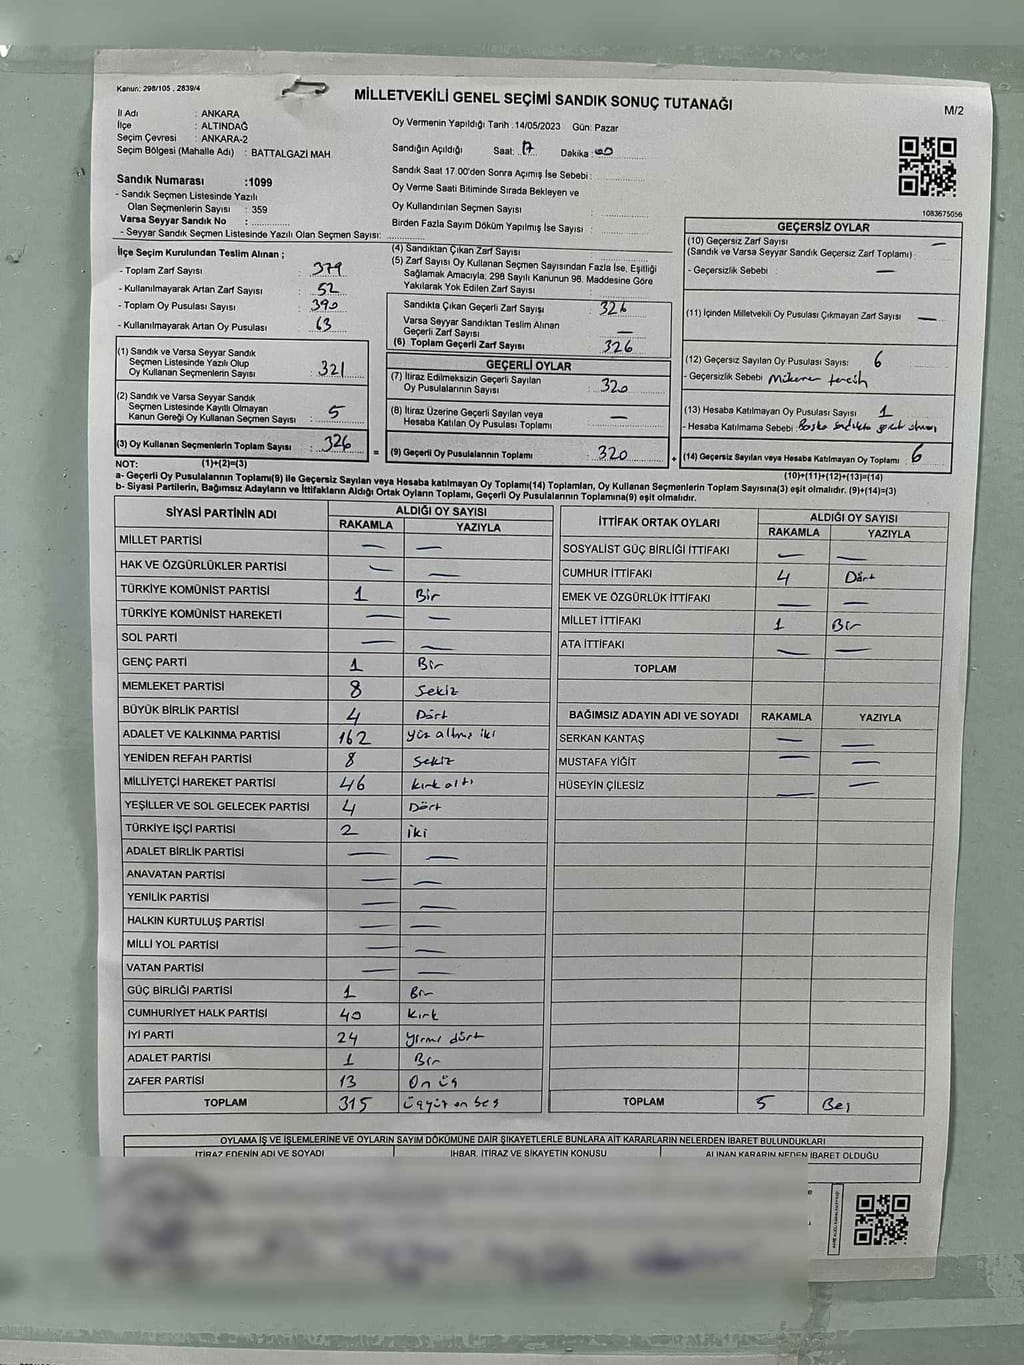 Kanun: 298/105 , 2839/4
MİLLETVEKİLİ GENEL SEÇİMİ SANDIK SONUÇ TUTANAĞI
M/2
İl Adı : ANKARA
İlçe : ALTINDAĞ
Seçim Çevresi : ANKARA-2
Seçim Bölgesi (Mahalle Adı) : BATTALGAZİ MAH.
Oy Vermenin Yapıldığı Tarih : 14/05/2023 Gün: Pazar
Sandığın Açıldığı Saat: 17 Dakika : 00
Sandık Saat 17.00'den Sonra Açımış İse Sebebi :
Oy Verme Saati Bitiminde Sırada Bekleyen ve
Oy Kullandırılan Seçmen Sayısı :
Birden Fazla Sayım Döküm Yapılmış İse Sayısı :
1083675056
Sandık Numarası :1099
- Sandık Seçmen Listesinde Yazılı
Olan Seçmenlerin Sayısı : 359
Varsa Seyyar Sandık No :
- Seyyar Sandık Seçmen Listesinde Yazılı Olan Seçmen Sayısı:
İlçe Seçim Kurulundan Teslim Alınan ;
- Toplam Zarf Sayısı : 379
- Kullanılmayarak Artan Zarf Sayısı : 52
- Toplam Oy Pusulası Sayısı : 390
- Kullanılmayarak Artan Oy Pusulası : 63
(1) Sandık ve Varsa Seyyar Sandık
Seçmen Listesinde Yazılı Olup
Oy Kullanan Seçmenlerin Sayısı : 321
(2) Sandık ve Varsa Seyyar Sandık
Seçmen Listesinde Kayıtlı Olmayan
Kanun Gereği Oy Kullanan Seçmen Sayısı : 5
(3) Oy Kullanan Seçmenlerin Toplam Sayısı : 326
(4) Sandıktan Çıkan Zarf Sayısı
(5) Zarf Sayısı Oy Kullanan Seçmen Sayısından Fazla İse, Eşitliği
Sağlamak Amacıyla; 298 Sayılı Kanunun 98. Maddesine Göre
Yakılarak Yok Edilen Zarf Sayısı
Sandıkta Çıkan Geçerli Zarf Sayısı : 326
Varsa Seyyar Sandıktan Teslim Alınan
Geçerli Zarf Sayısı : —
(6) Toplam Geçerli Zarf Sayısı : 326
GEÇERLİ OYLAR
(7) İtiraz Edilmeksizin Geçerli Sayılan
Oy Pusulalarının Sayısı : 320
(8) İtiraz Üzerine Geçerli Sayılan veya
Hesaba Katılan Oy Pusulası Toplamı : —
= (9) Geçerli Oy Pusulalarının Toplamı : 320
GEÇERSİZ OYLAR
(10) Geçersiz Zarf Sayısı —
(Sandık ve Varsa Seyyar Sandık Geçersiz Zarf Toplamı) :
- Geçersizlik Sebebi : —
(11) İçinden Milletvekili Oy Pusulası Çıkmayan Zarf Sayısı : —
(12) Geçersiz Sayılan Oy Pusulası Sayısı: 6
- Geçersizlik Sebebi : Mükerrer tercih
(13) Hesaba Katılmayan Oy Pusulası Sayısı : 1
- Hesaba Katılmama Sebebi : Başka sandıkta
+ (14) Geçersiz Sayılan veya Hesaba Katılmayan Oy Toplamı : 6
NOT: (1)+(2)=(3)
(10)+(11)+(12)+(13)=(14)
a- Geçerli Oy Pusulasının Toplamı(9) ile Geçersiz Sayılan veya Hesaba katılmayan Oy Toplamı(14) Toplamları, Oy Kullanan Seçmenlerin Toplam Sayısına(3) eşit olmalıdır. (9)+(14)=(3)
b- Siyasi Partilerin, Bağımsız Adayların ve İttifakların Aldığı Ortak Oyların Toplamı, Geçerli Oy Pusulalarının Toplamına(9) eşit olmalıdır.
SİYASİ PARTİNİN ADI ALDIĞI OY SAYISI
RAKAMLA YAZIYLA
MİLLET PARTİSİ — —
HAK VE ÖZGÜRLÜKLER PARTİSİ — —
TÜRKİYE KOMÜNİST PARTİSİ 1 Bir
TÜRKİYE KOMÜNİST HAREKETİ — —
SOL PARTİ — —
GENÇ PARTİ 1 Bir
MEMLEKET PARTİSİ 8 Sekiz
BÜYÜK BİRLİK PARTİSİ 4 Dört
ADALET VE KALKINMA PARTİSİ 162 yüz altmış iki
YENİDEN REFAH PARTİSİ 8 Sekiz
MİLLİYETÇİ HAREKET PARTİSİ 46 kırk altı
YEŞİLLER VE SOL GELECEK PARTİSİ 4 Dört
TÜRKİYE İŞÇİ PARTİSİ 2 iki
ADALET BİRLİK PARTİSİ — —
ANAVATAN PARTİSİ — —
YENİLİK PARTİSİ — —
HALKIN KURTULUŞ PARTİSİ — —
MİLLİ YOL PARTİSİ — —
VATAN PARTİSİ — —
GÜÇ BİRLİĞİ PARTİSİ 1 Bir
CUMHURİYET HALK PARTİSİ 40 kırk
İYİ PARTİ 24 yirmi dört
ADALET PARTİSİ 1 Bir
ZAFER PARTİSİ 13 On üç
TOPLAM 315 üçyüz on beş
İTTİFAK ORTAK OYLARI ALDIĞI OY SAYISI
RAKAMLA YAZIYLA
SOSYALİST GÜÇ BİRLİĞİ İTTİFAKI — —
CUMHUR İTTİFAKI 4 Dört
EMEK VE ÖZGÜRLÜK İTTİFAKI — —
MİLLET İTTİFAKI 1 Bir
ATA İTTİFAKI — —
TOPLAM
BAĞIMSIZ ADAYIN ADI VE SOYADI RAKAMLA YAZIYLA
SERKAN KANTAŞ — —
MUSTAFA YİĞİT — —
HÜSEYİN ÇİLESİZ — —
TOPLAM 5 Beş
OYLAMA İŞ VE İŞLEMLERİNE VE OYLARIN SAYIM DÖKÜMÜNE DAİR ŞİKAYETLERLE BUNLARA AİT KARARLARIN NELERDEN İBARET BULUNDUKLARI
İTİRAZ EDENİN ADI VE SOYADI İHBAR, İTİRAZ VE ŞİKAYETİN KONUSU ALINAN KARARIN NEDEN İBARET OLDUĞU